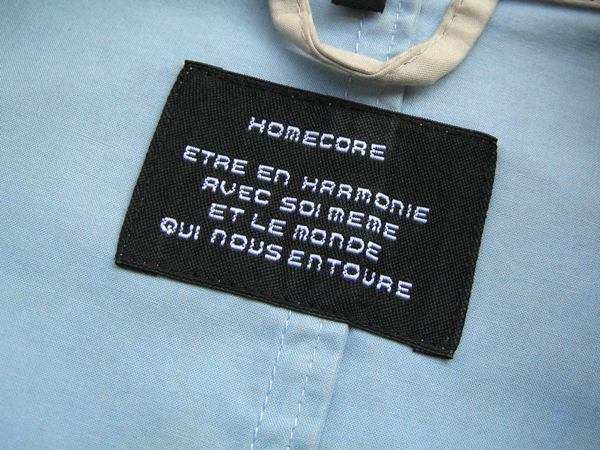 HOMECORE
ETRE EN HARMONIE
AVEC SOI MEME
ET LE MONDE
QUI NOUS ENTOURE